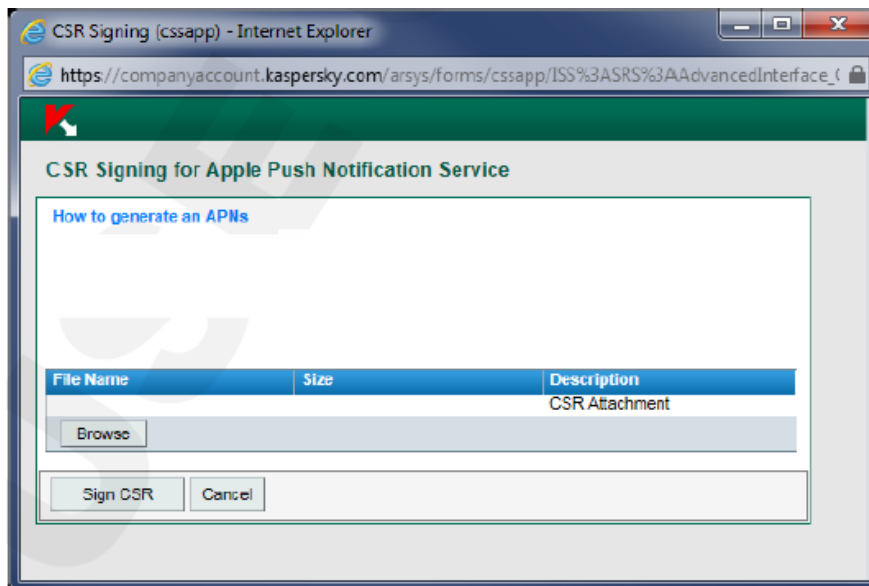 CSR Signing (cssapp) - Internet Explorer
https://companyaccount.kaspersky.com/arsys/forms/cssapp/ISS%3ASRS%3AAdvancedInterface_(
CSR Signing for Apple Push Notification Service
How to generate an APNs
File Name Size Description
CSR Attachment
Browse
Sign CSR Cancel